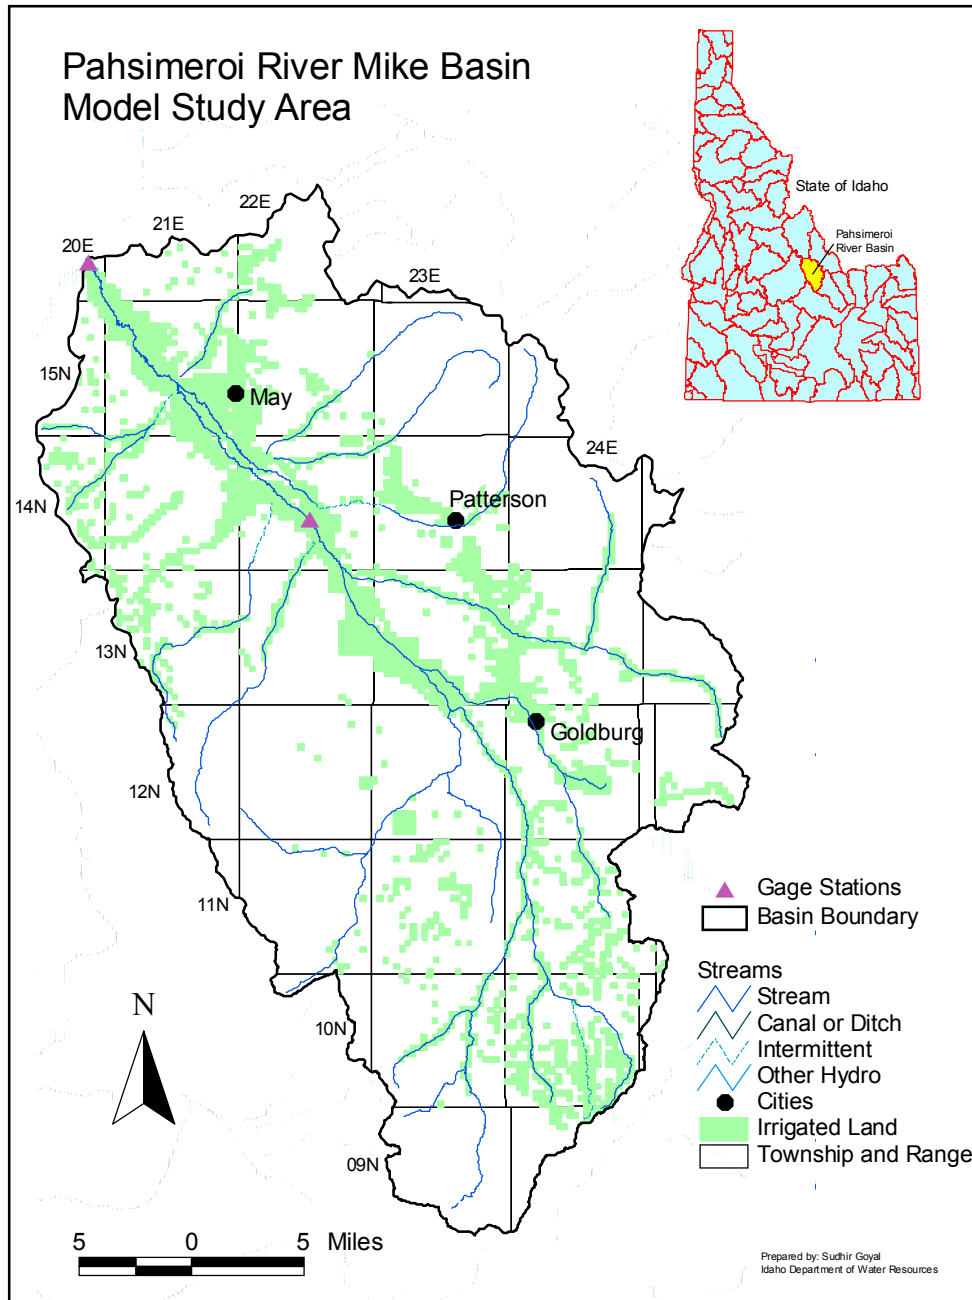 Pahsimeroi River Mike Basin
Model Study Area
State of Idaho
Pahsimeroi
River Basin
20E
21E
22E
23E
24E
15N
14N
13N
12N
11N
10N
09N
May
Patterson
Goldburg
Gage Stations
Basin Boundary
Streams
Stream
Canal or Ditch
Intermittent
Other Hydro
Cities
Irrigated Land
Township and Range
N
5 0 5 Miles
Prepared by: Sudhir Goyal
Idaho Department of Water Resources